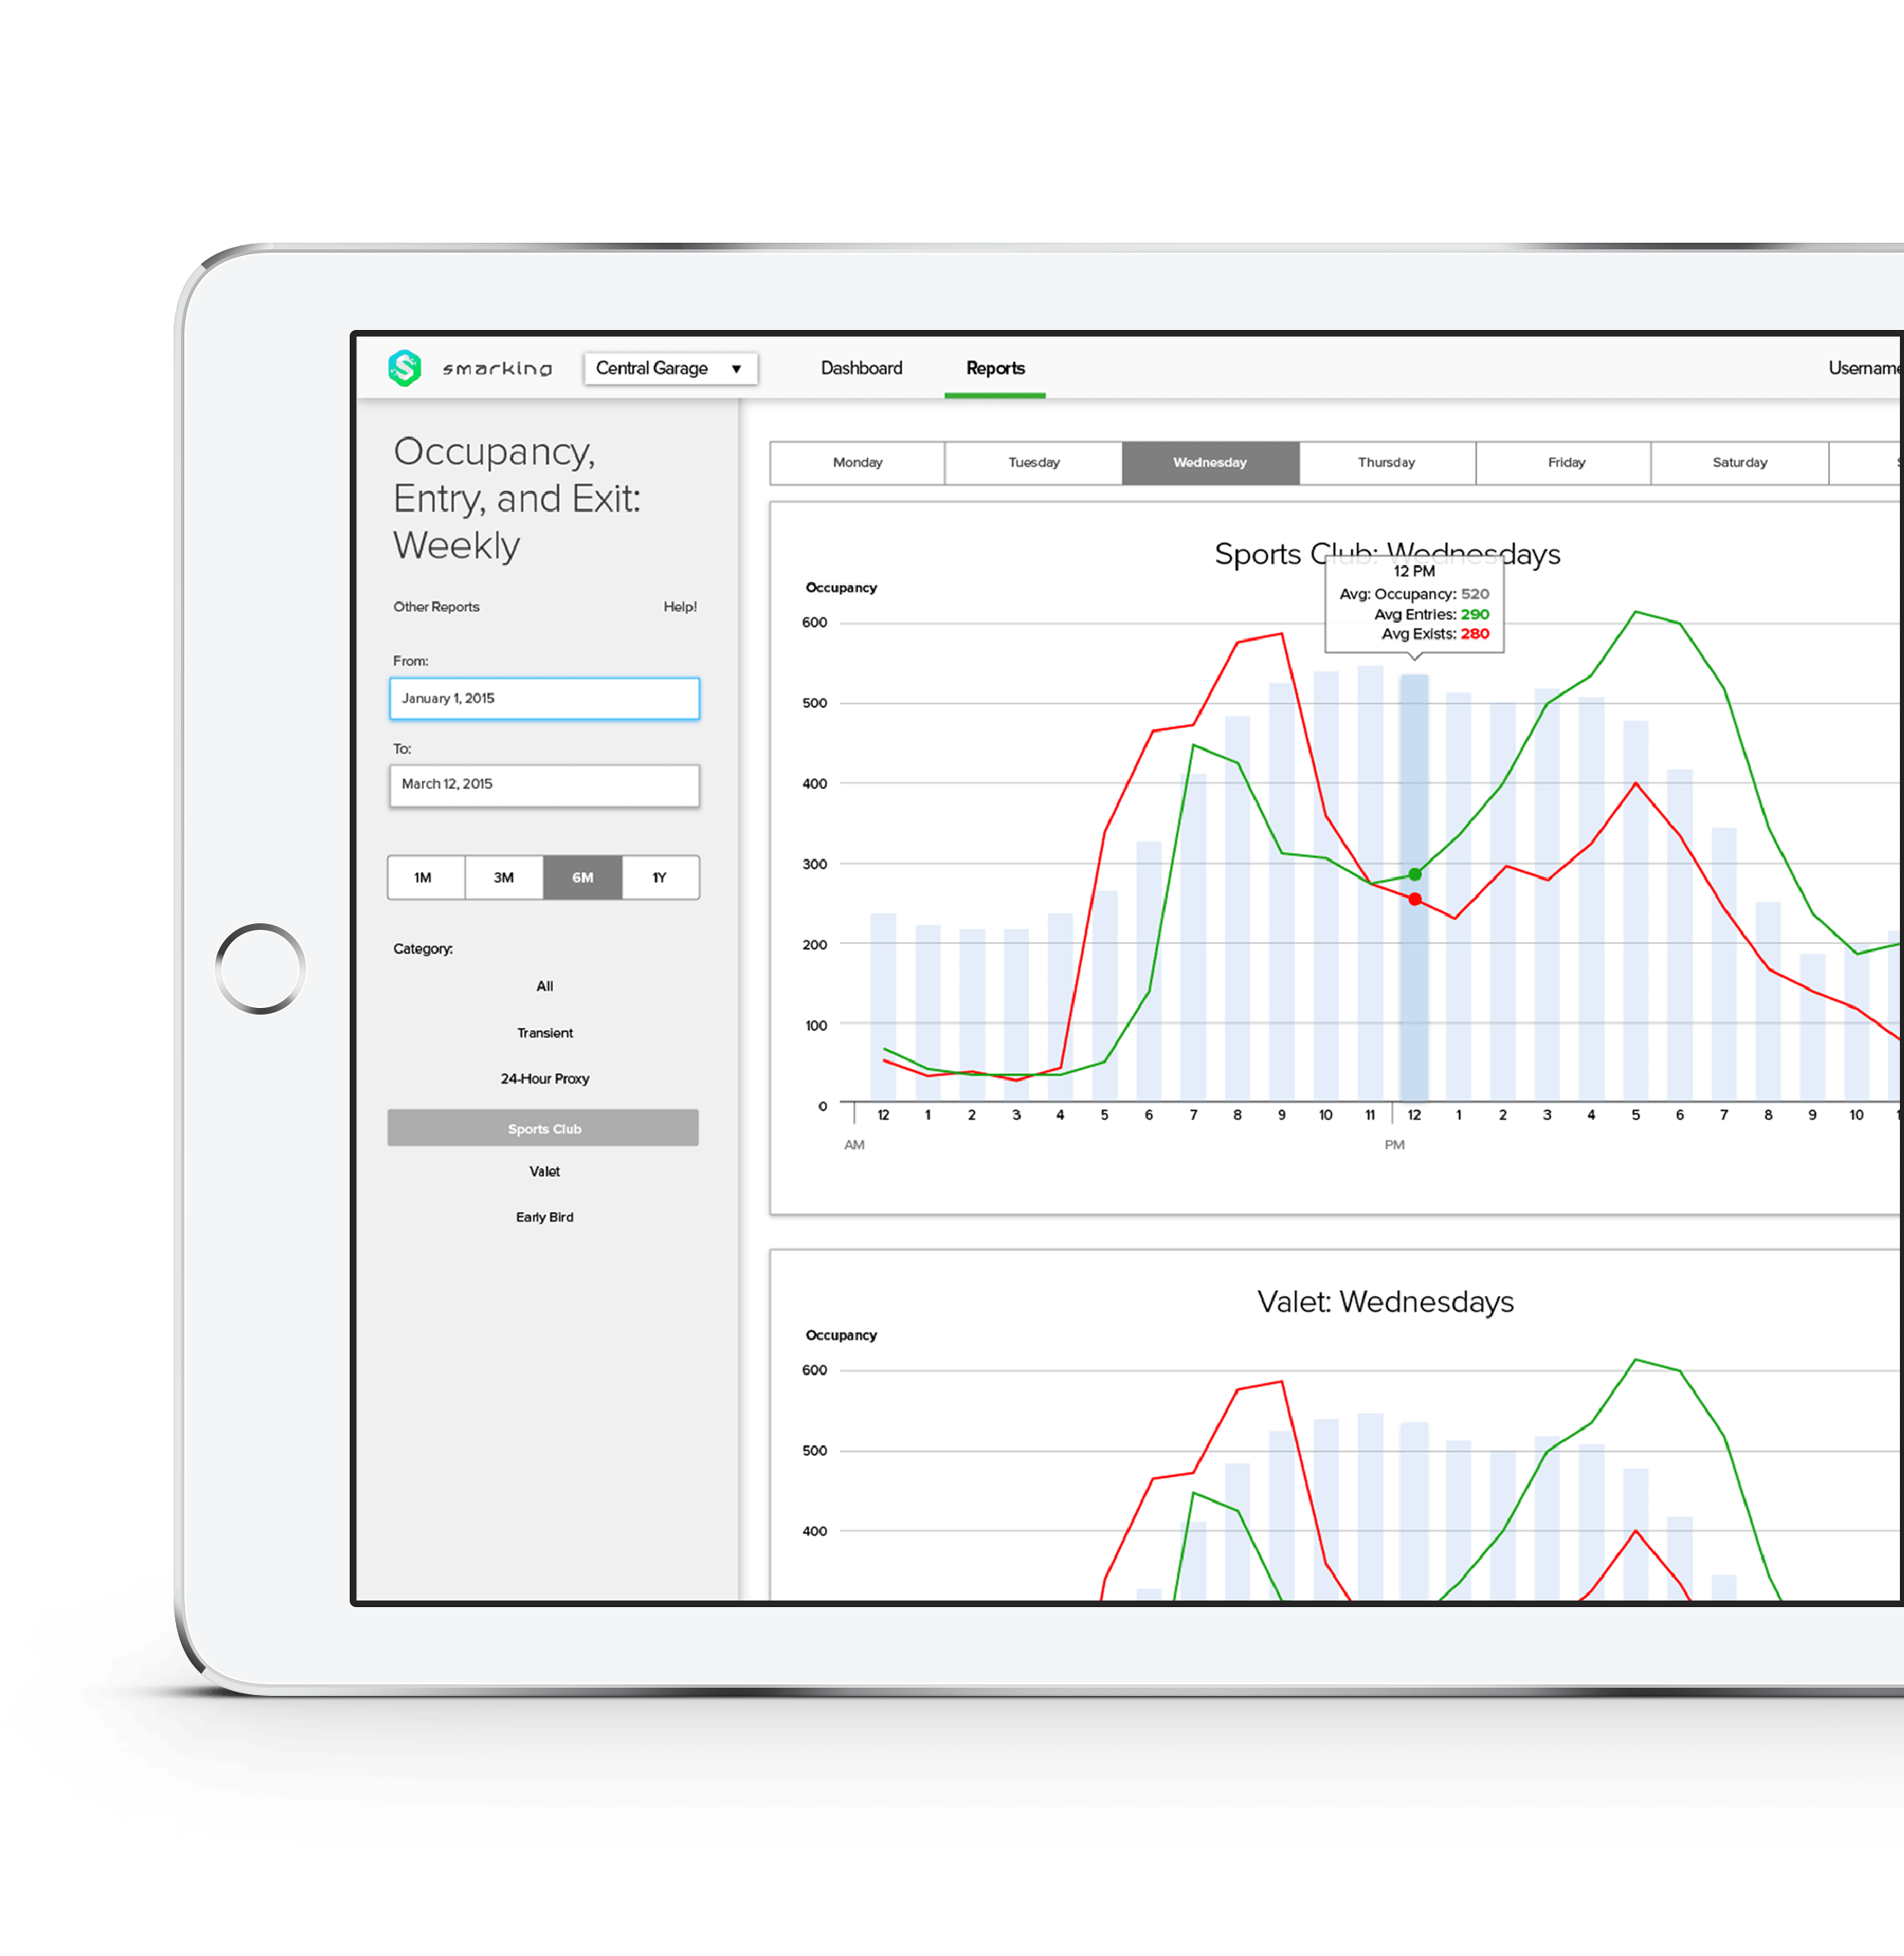 smarking
Central Garage ▼
Dashboard
Reports
Username
Occupancy,
Entry, and Exit:
Weekly
Other Reports
Help!
From:
January 1, 2015
To:
March 12, 2015
1M 3M 6M 1Y
Category:
All
Transient
24-Hour Proxy
Sports Club
Valet
Early Bird
Monday Tuesday Wednesday Thursday Friday Saturday S
Sports Club: Wednesdays
12 PM
Avg: Occupancy: 520
Avg Entries: 290
Avg Exists: 280
Occupancy
600
500
400
300
200
100
0
12 1 2 3 4 5 6 7 8 9 10 11 12 1 2 3 4 5 6 7 8 9 10 1
AM PM
Valet: Wednesdays
Occupancy
600
500
400